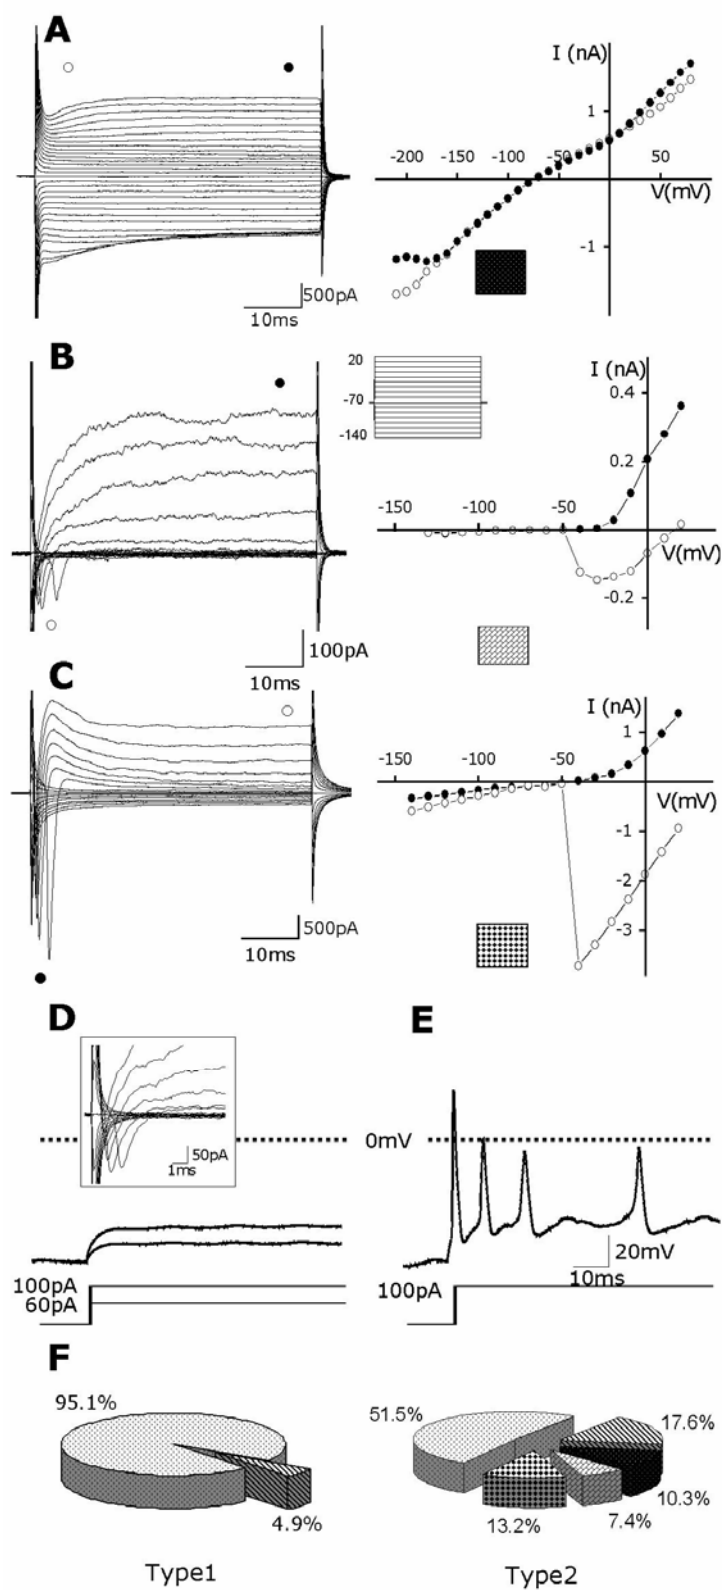 A
I (nA)
1
-200 -150 -100 -50 50
V(mV)
-1
500pA
10ms
B
20
-70
-140
I (nA)
0.4
0.2
-150 -100 -50
V(mV)
-0.2
100pA
10ms
C
I (nA)
1
-150 -100 -50
V(mV)
-1
-2
-3
500pA
10ms
D
50pA
1ms
100pA
60pA
E
0mV
20mV
10ms
100pA
F
95.1%
4.9%
Type1
51.5%
17.6%
10.3%
7.4%
13.2%
Type2